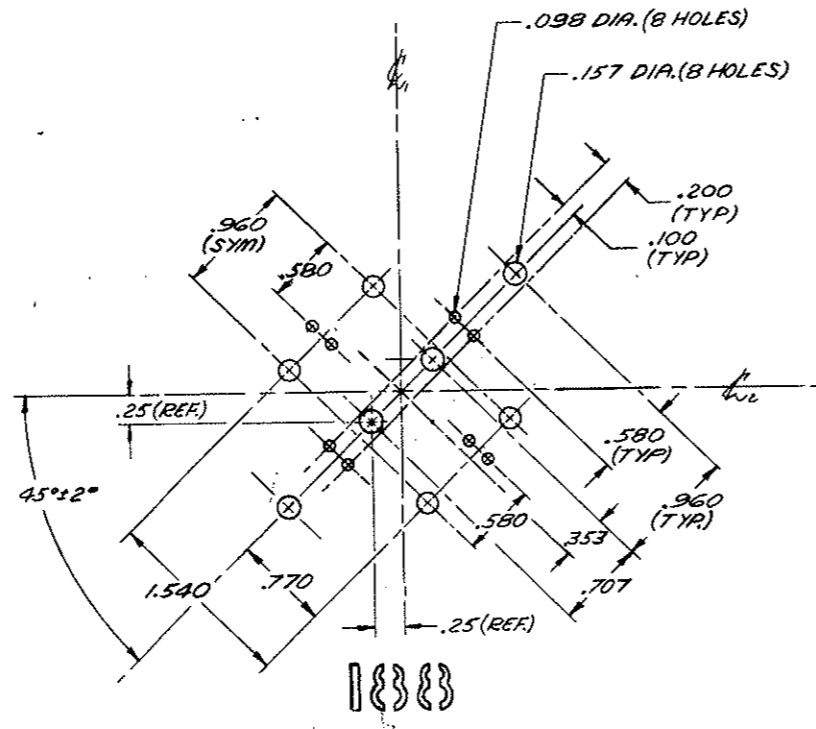 .098 DIA.(8 HOLES)
.157 DIA.(8 HOLES)
.200
(TYP)
.100
(TYP)
.960
(SYM)
.580
.25(REF.)
45°±2°
.580
(TYP)
.960
(TYP.)
.580
.353
.707
1.540
.770
.25(REF.)